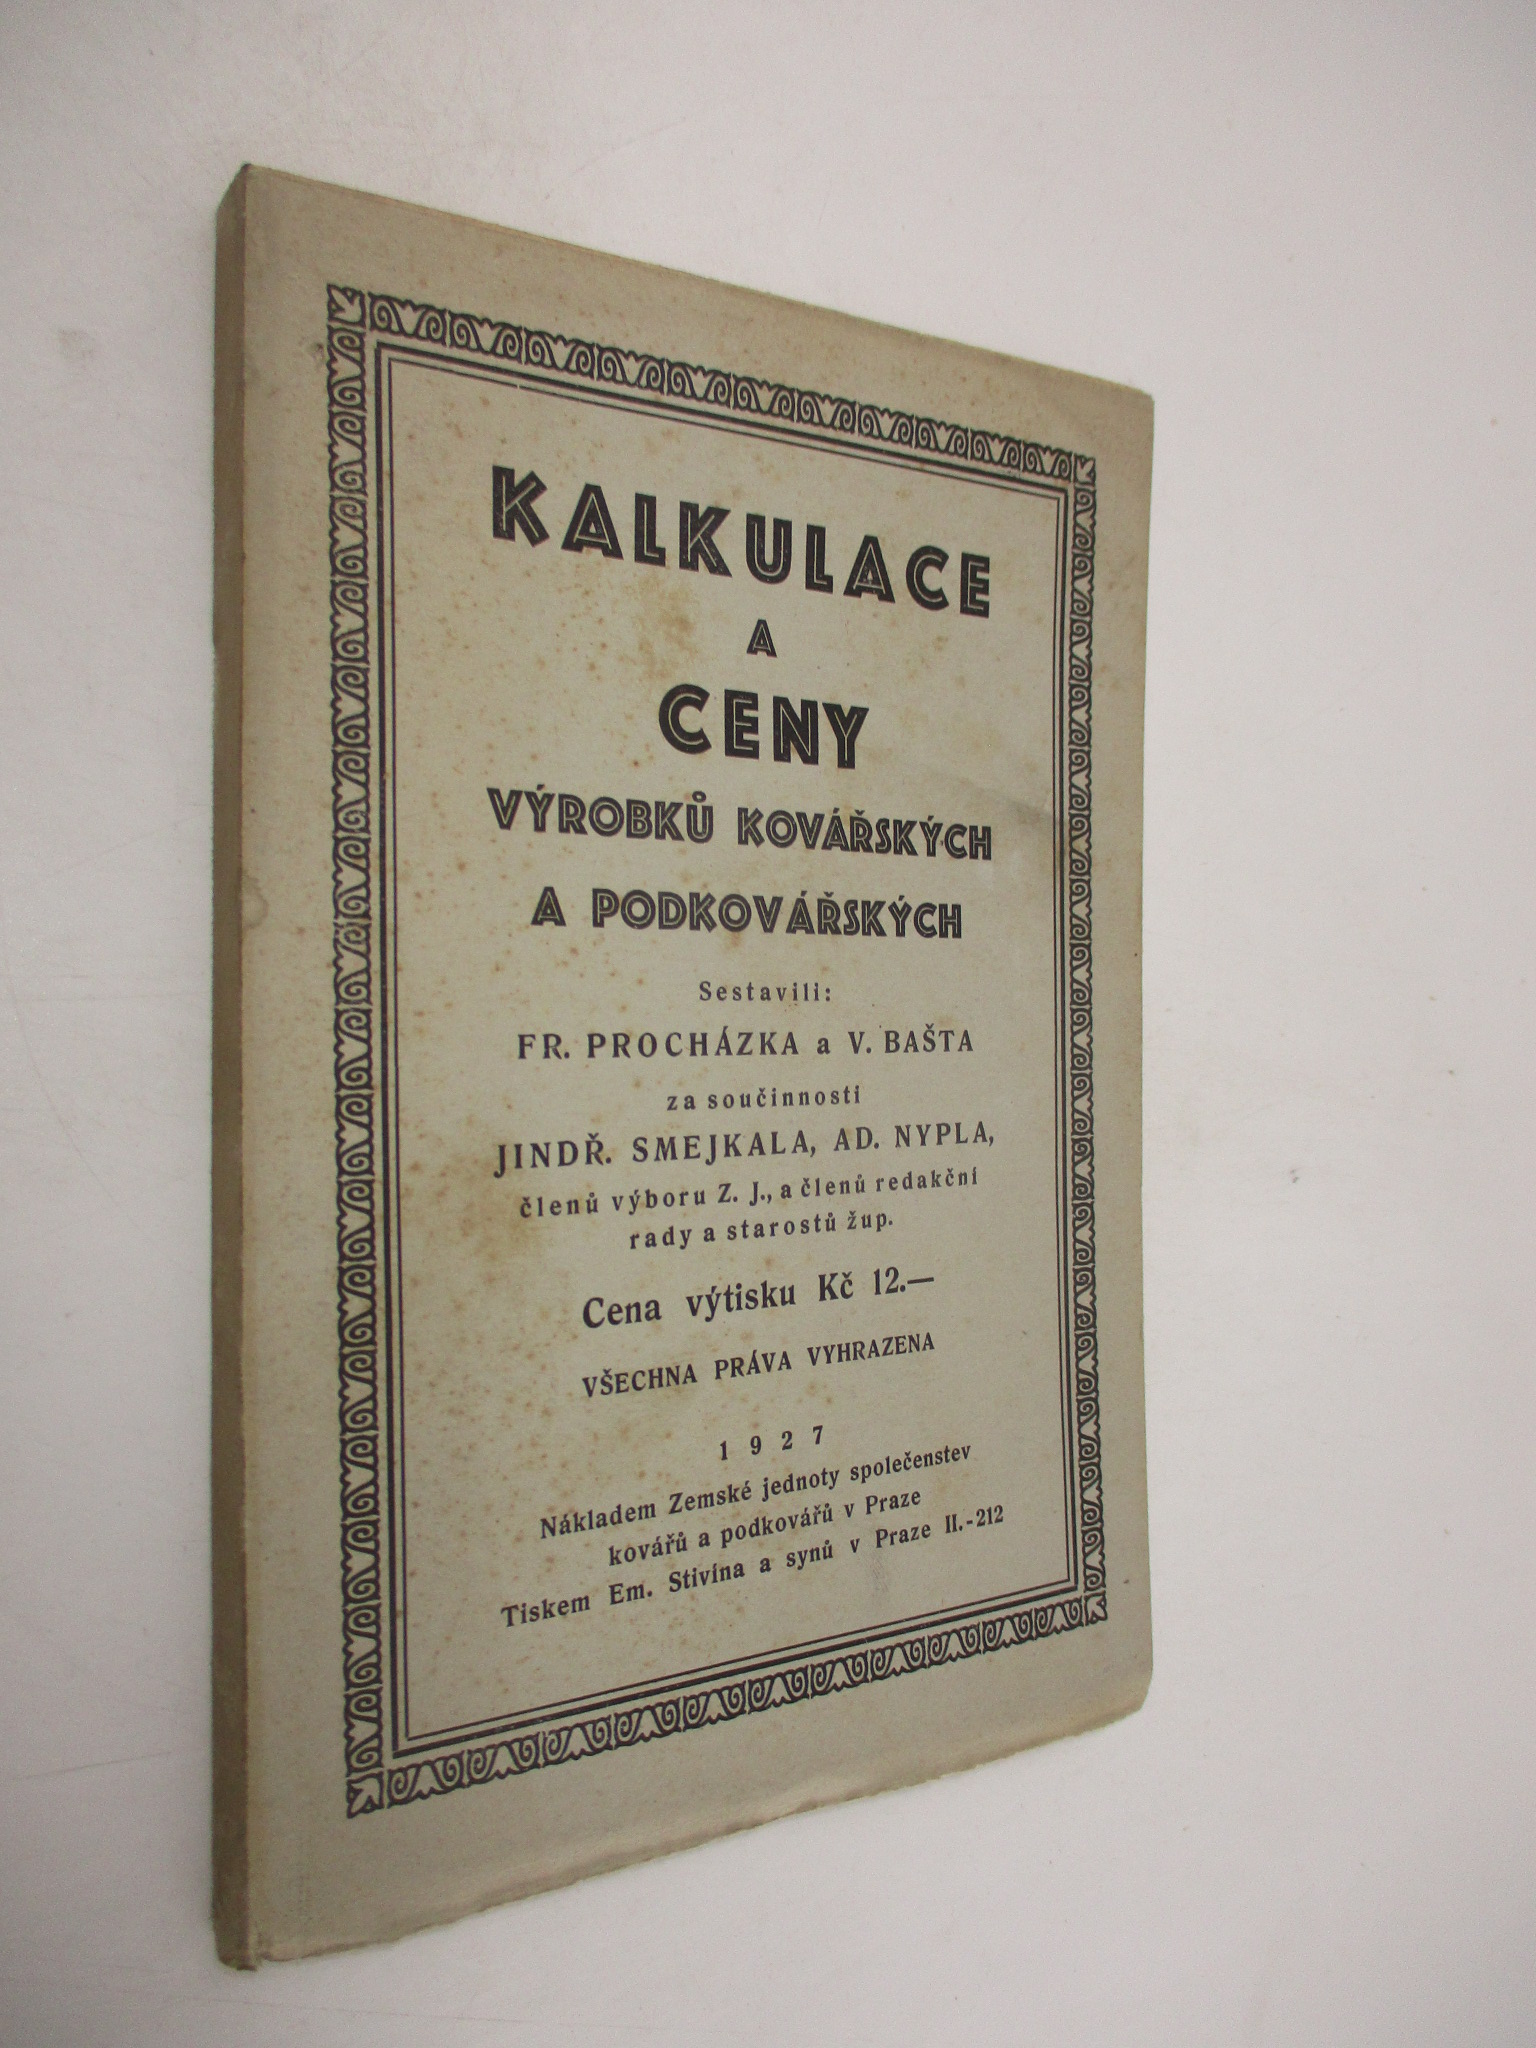 KALKULACE
A
CENY
VÝROBKŮ KOVÁŘSKÝCH
A PODKOVÁŘSKÝCH
Sestavili:
FR. PROCHÁZKA a V. BAŠTA
za součinnosti
JINDŘ. SMEJKALA, AD. NYPLA,
členů výboru Z. J., a členů redakční
rady a starostů žup.
Cena výtisku Kč 12.—
VŠECHNA PRÁVA VYHRAZENA
1927
Nákladem Zemské jednoty společenstev
kovářů a podkovářů v Praze
Tiskem Em. Stivína a synů v Praze II.-212